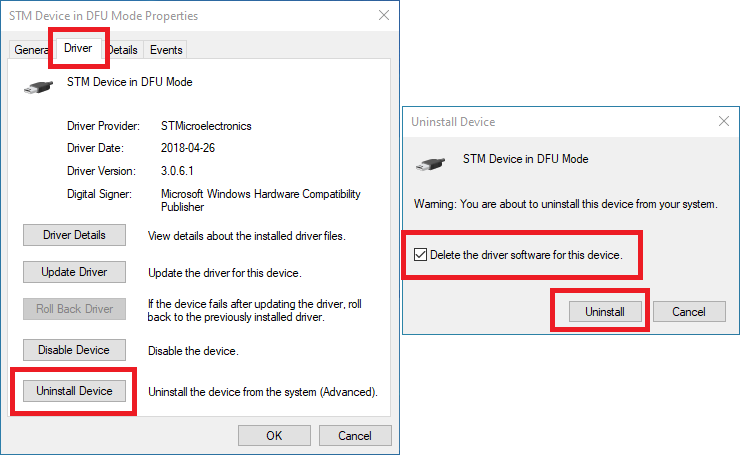 STM Device in DFU Mode Properties
General Driver Details Events
STM Device in DFU Mode
Driver Provider: STMicroelectronics
Driver Date: 2018-04-26
Driver Version: 3.0.6.1
Digital Signer: Microsoft Windows Hardware Compatibility
Publisher
Driver Details View details about the installed driver files.
Update Driver Update the driver for this device.
Roll Back Driver If the device fails after updating the driver, roll
back to the previously installed driver.
Disable Device Disable the device.
Uninstall Device Uninstall the device from the system (Advanced).
OK Cancel
Uninstall Device
STM Device in DFU Mode
Warning: You are about to uninstall this device from your system.
Delete the driver software for this device.
Uninstall Cancel